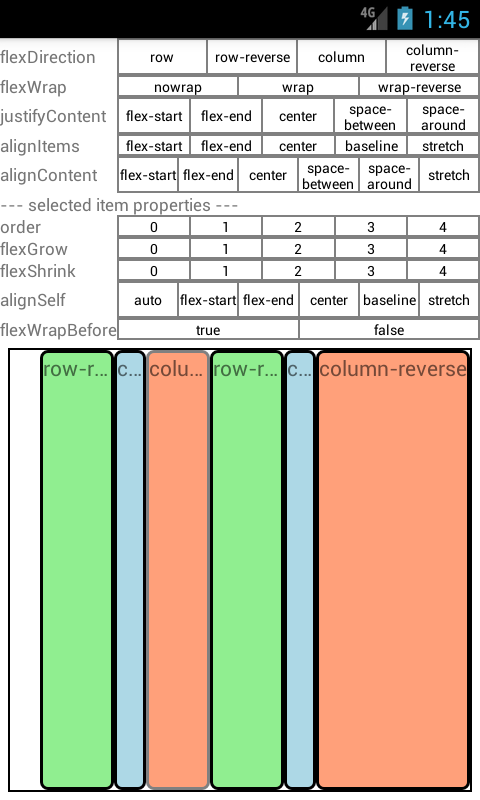 4G 1:45
flexDirection row row-reverse column column-reverse
flexWrap nowrap wrap wrap-reverse
justifyContent flex-start flex-end center space-between space-around
alignItems flex-start flex-end center baseline stretch
alignContent flex-start flex-end center space-between space-around stretch
--- selected item properties ---
order 0 1 2 3 4
flexGrow 0 1 2 3 4
flexShrink 0 1 2 3 4
alignSelf auto flex-start flex-end center baseline stretch
flexWrapBefore true false
row-r... c... colu... row-r... c... column-reverse